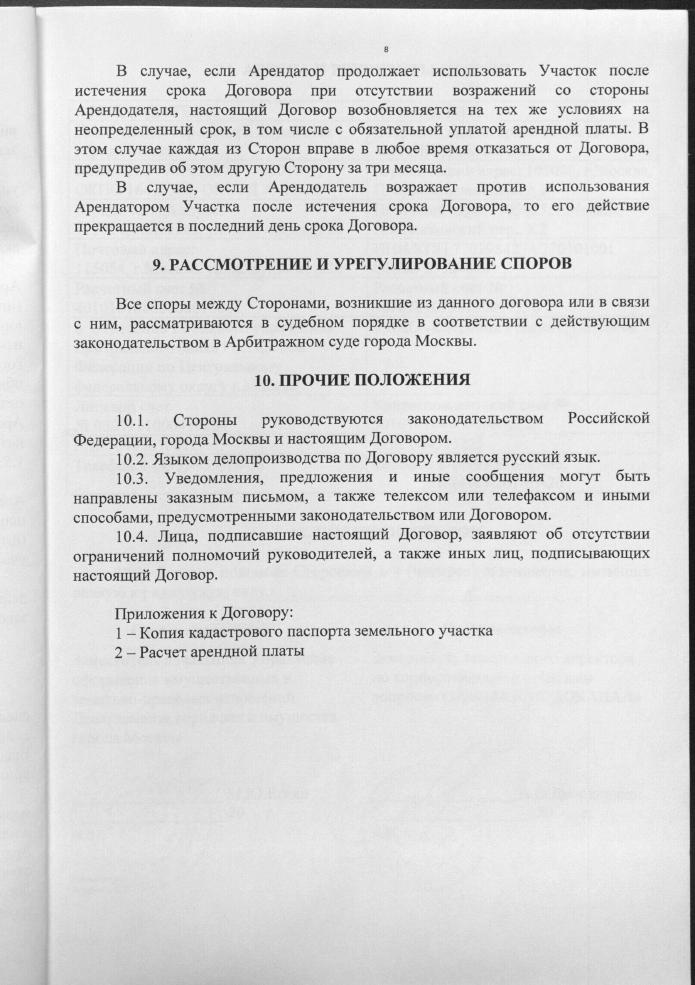 8
В случае, если Арендатор продолжает использовать Участок после
истечения срока Договора при отсутствии возражений со стороны
Арендодателя, настоящий Договор возобновляется на тех же условиях на
неопределенный срок, в том числе с обязательной уплатой арендной платы. В
этом случае каждая из Сторон вправе в любое время отказаться от Договора,
предупредив об этом другую Сторону за три месяца.
В случае, если Арендодатель возражает против использования
Арендатором Участка после истечения срока Договора, то его действие
прекращается в последний день срока Договора.
9. РАССМОТРЕНИЕ И УРЕГУЛИРОВАНИЕ СПОРОВ
Все споры между Сторонами, возникшие из данного договора или в связи
с ним, рассматриваются в судебном порядке в соответствии с действующим
законодательством в Арбитражном суде города Москвы.
10. ПРОЧИЕ ПОЛОЖЕНИЯ
10.1. Стороны руководствуются законодательством Российской
Федерации, города Москвы и настоящим Договором.
10.2. Языком делопроизводства по Договору является русский язык.
10.3. Уведомления, предложения и иные сообщения могут быть
направлены заказным письмом, а также телексом или телефаксом и иными
способами, предусмотренными законодательством или Договором.
10.4. Лица, подписавшие настоящий Договор, заявляют об отсутствии
ограничений полномочий руководителей, а также иных лиц, подписывающих
настоящий Договор.
Приложения к Договору:
1 – Копия кадастрового паспорта земельного участка
2 – Расчет арендной платы